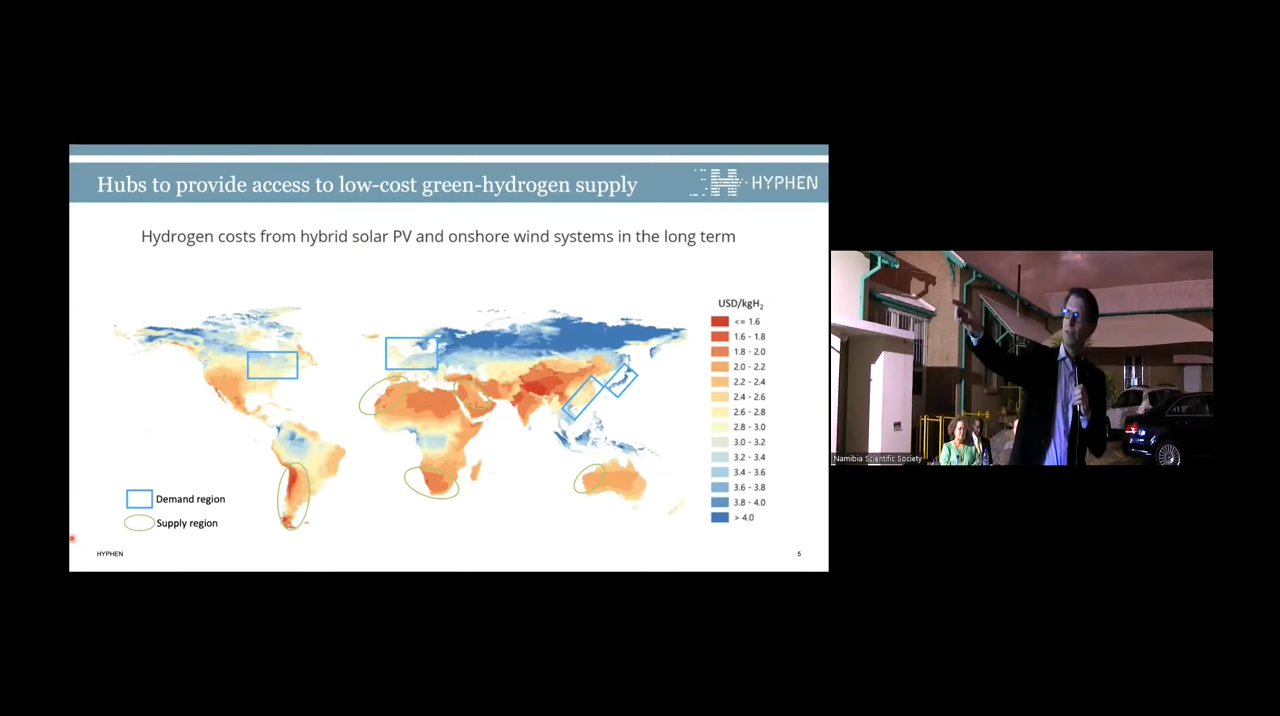 Hubs to provide access to low-cost green-hydrogen supply
HYPHEN
Hydrogen costs from hybrid solar PV and onshore wind systems in the long term
USD/kgH₂
<= 1.6
1.6 - 1.8
1.8 - 2.0
2.0 - 2.2
2.2 - 2.4
2.4 - 2.6
2.6 - 2.8
2.8 - 3.0
3.0 - 3.2
3.2 - 3.4
3.4 - 3.6
3.6 - 3.8
3.8 - 4.0
> 4.0
Demand region
Supply region
HYPHEN
5
Namibia Scientific Society